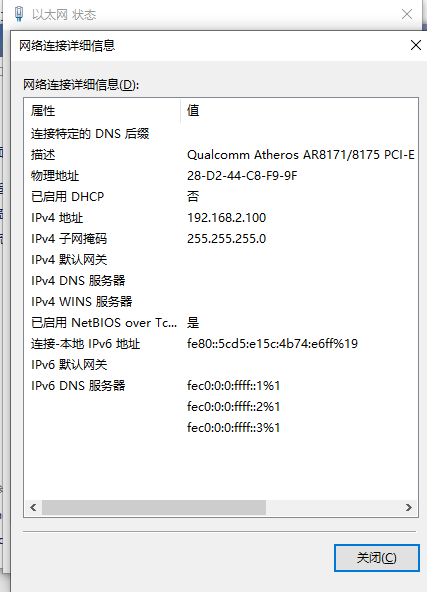 以太网 状态
网络连接详细信息
网络连接详细信息(D):
属性 值
连接特定的 DNS 后缀
描述 Qualcomm Atheros AR8171/8175 PCI-E
物理地址 28-D2-44-C8-F9-9F
已启用 DHCP 否
IPv4 地址 192.168.2.100
IPv4 子网掩码 255.255.255.0
IPv4 默认网关
IPv4 DNS 服务器
IPv4 WINS 服务器
已启用 NetBIOS over Tc... 是
连接-本地 IPv6 地址 fe80::5cd5:e15c:4b74:e6ff%19
IPv6 默认网关
IPv6 DNS 服务器 fec0:0:0:ffff::1%1
fec0:0:0:ffff::2%1
fec0:0:0:ffff::3%1
关闭(C)